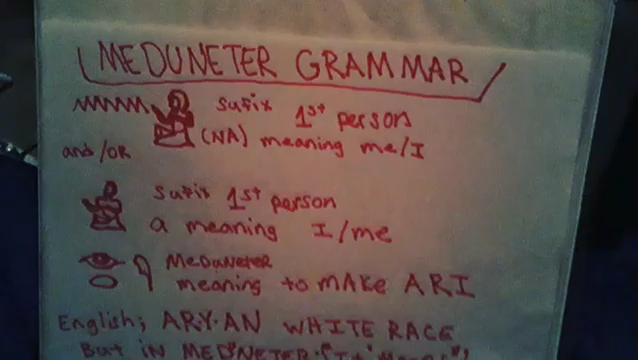 MEDUNETER GRAMMAR
Sufix 1st person
(NA) meaning me/I
and/OR
Sufix 1st person
a meaning I/me
MEDUNETER
meaning to MAKE ARI
English; ARY.AN WHITE RACE
But in MEDUNETER